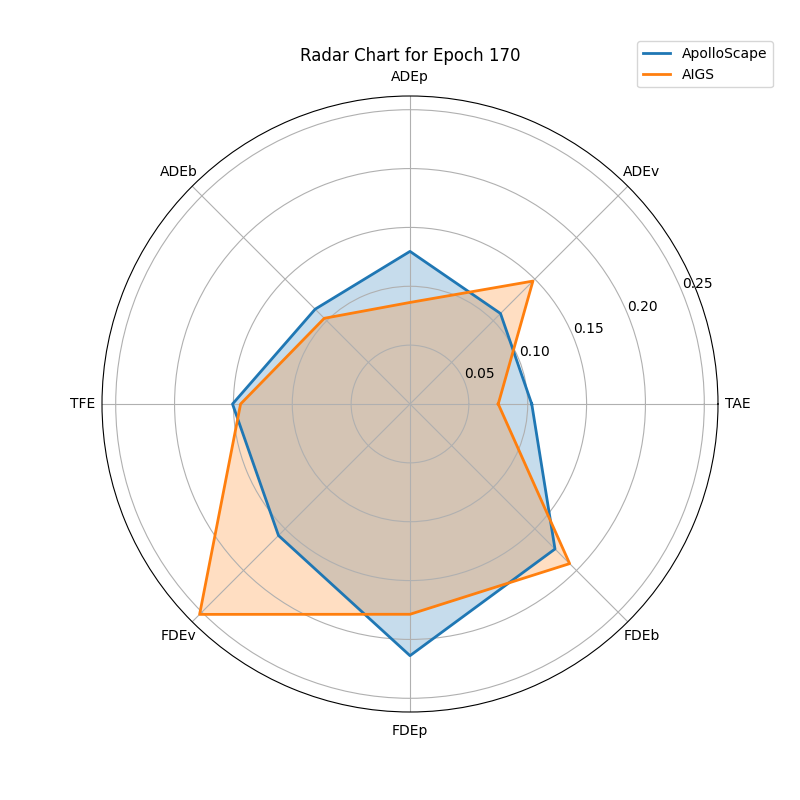 Radar Chart for Epoch 170
ApolloScape
AIGS
ADEp
ADEb
ADEv
0.25
0.20
0.15
0.10
0.05
TFE
TAE
FDEv
FDEb
FDEp